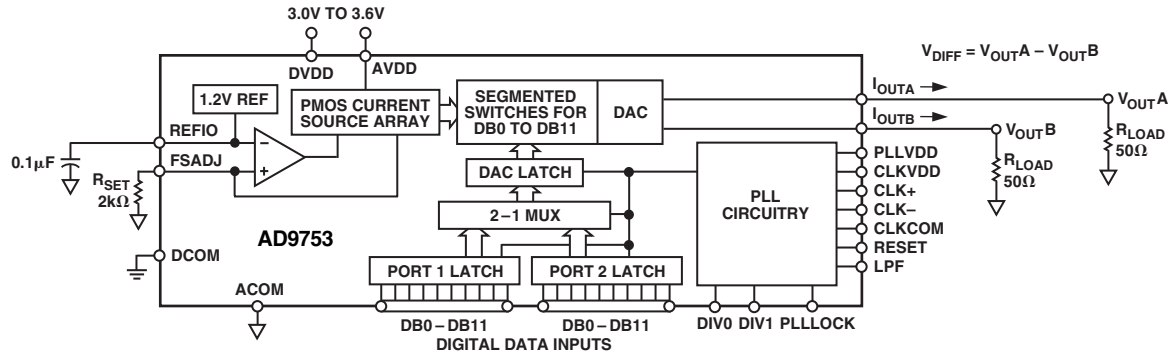 3.0V TO 3.6V
DVDD
AVDD
V_DIFF = V_OUTA – V_OUTB
1.2V REF
PMOS CURRENT
SOURCE ARRAY
SEGMENTED
SWITCHES FOR
DB0 TO DB11
DAC
I_OUTA
V_OUTA
REFIO
I_OUTB
V_OUTB
0.1µF
FSADJ
R_SET
2kΩ
R_LOAD
50Ω
R_LOAD
50Ω
DAC LATCH
PLL
CIRCUITRY
PLLVDD
CLKVDD
CLK+
CLK–
CLKCOM
RESET
LPF
2–1 MUX
AD9753
DCOM
PORT 1 LATCH
PORT 2 LATCH
ACOM
DB0–DB11
DB0–DB11
DIV0
DIV1
PLLLOCK
DIGITAL DATA INPUTS